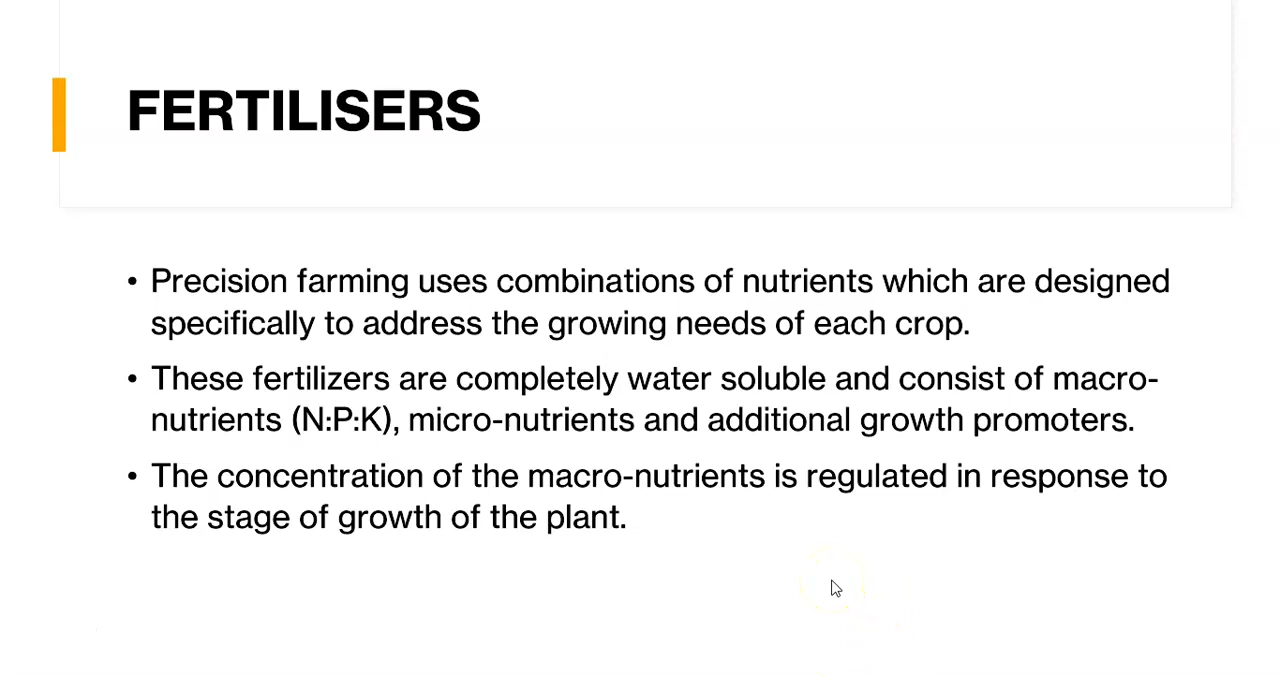 FERTILISERS
• Precision farming uses combinations of nutrients which are designed
specifically to address the growing needs of each crop.
• These fertilizers are completely water soluble and consist of macro-
nutrients (N:P:K), micro-nutrients and additional growth promoters.
• The concentration of the macro-nutrients is regulated in response to
the stage of growth of the plant.